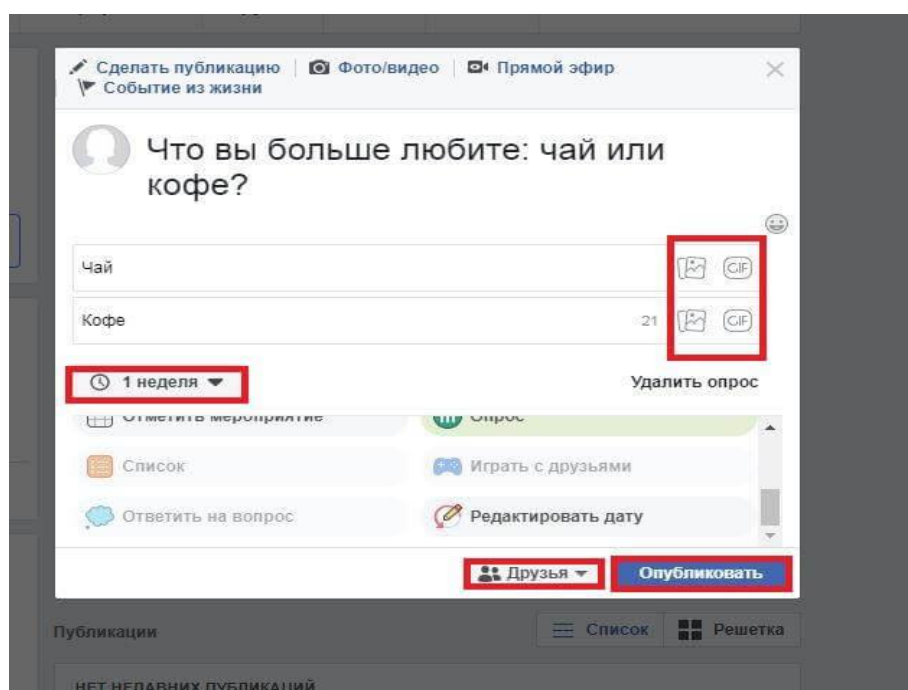 Сделать публикацию Фото/видео Прямой эфир
Событие из жизни
Что вы больше любите: чай или
кофе?
Чай GIF
Кофе 21 GIF
1 неделя Удалить опрос
Отметить мероприятие Опрос
Список Играть с друзьями
Ответить на вопрос Редактировать дату
Друзья Опубликовать
Публикации Список Решетка
НЕТ НЕДАВНИХ ПУБЛИКАЦИЙ